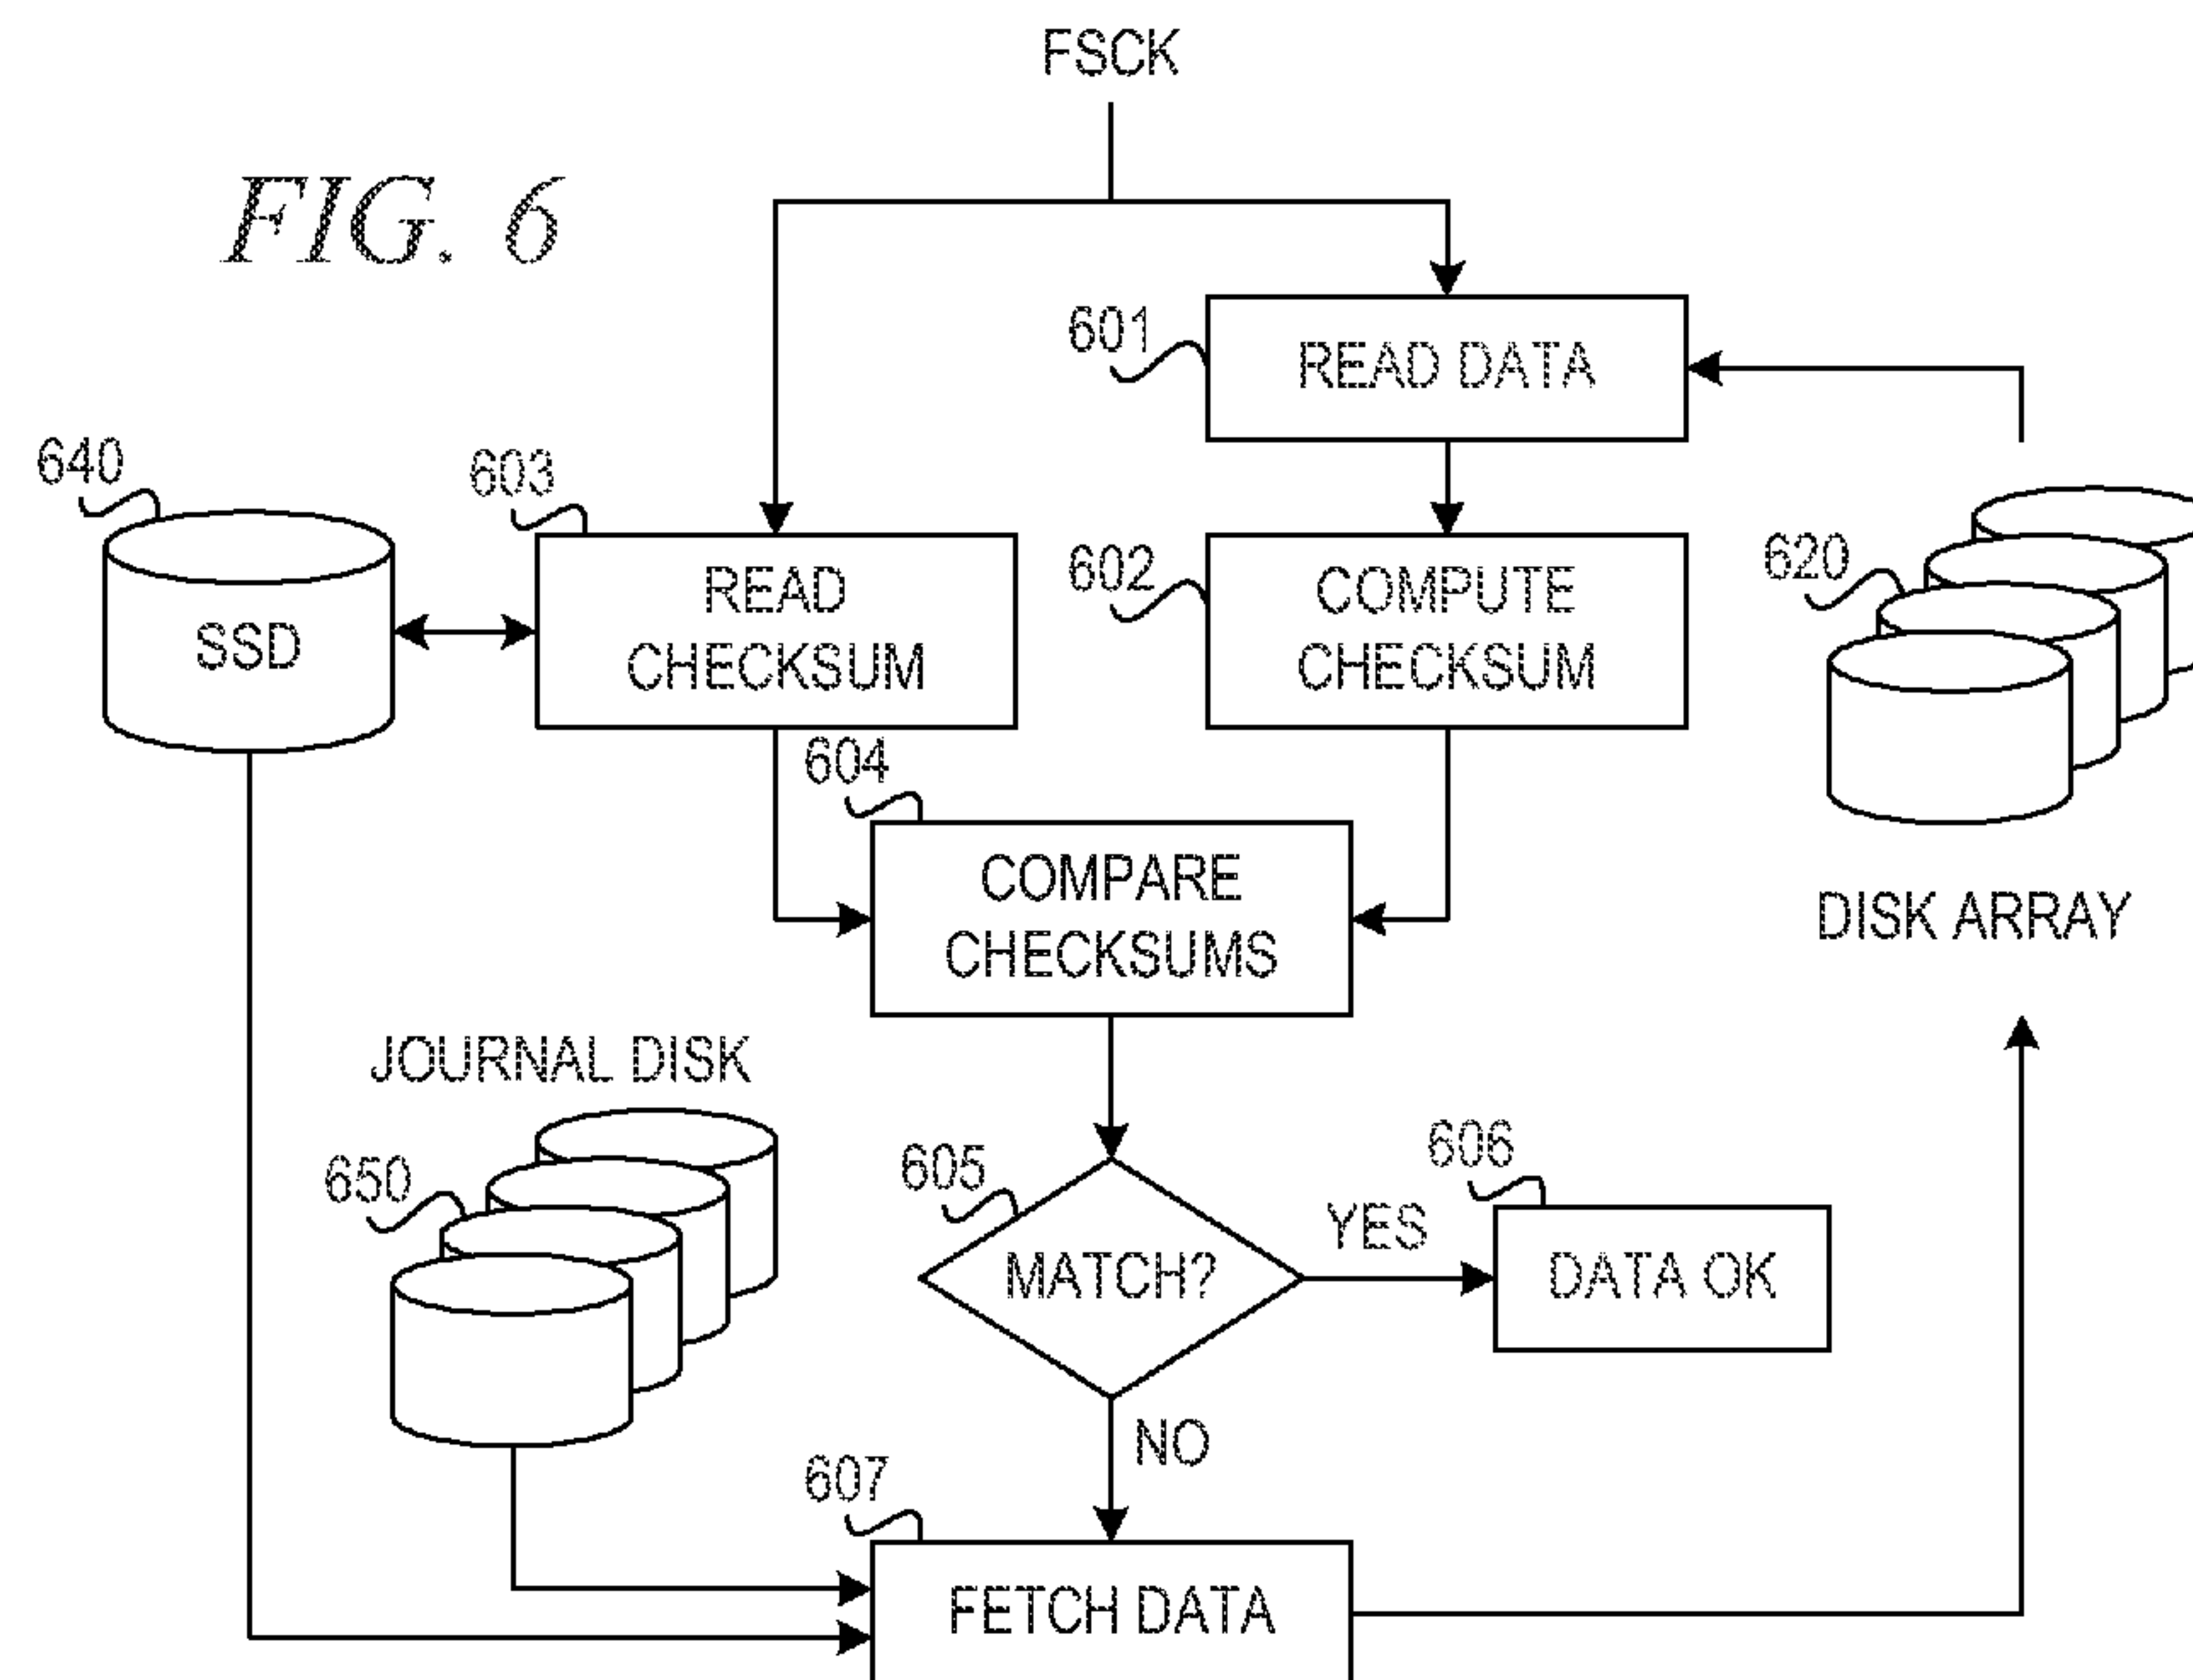 FSCK
FIG. 6
601
READ DATA
640
603
602
620
SSD
READ
CHECKSUM
COMPUTE
CHECKSUM
604
COMPARE
CHECKSUMS
DISK ARRAY
JOURNAL DISK
650
605
606
MATCH?
YES
DATA OK
NO
607
FETCH DATA